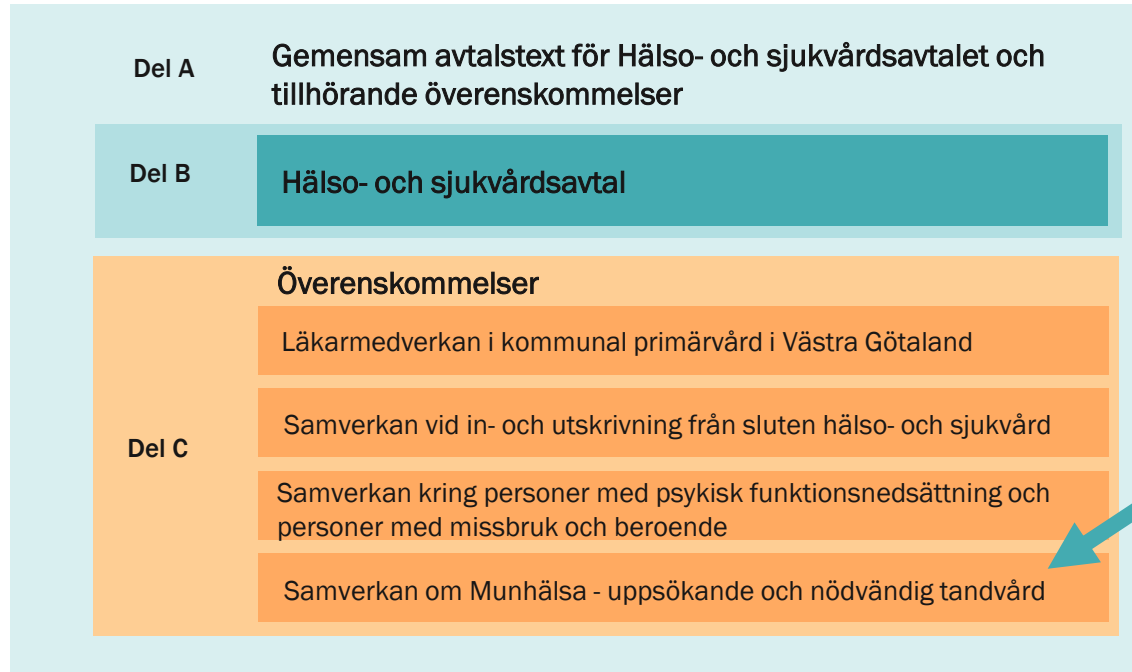 Del A
Gemensam avtalstext för Hälso- och sjukvårdsavtalet och
tillhörande överenskommelser
Del B
Hälso- och sjukvårdsavtal
Överenskommelser
Läkarmedverkan i kommunal primärvård i Västra Götaland
Samverkan vid in- och utskrivning från sluten hälso- och sjukvård
Del C
Samverkan kring personer med psykisk funktionsnedsättning och
personer med missbruk och beroende
Samverkan om Munhälsa - uppsökande och nödvändig tandvård